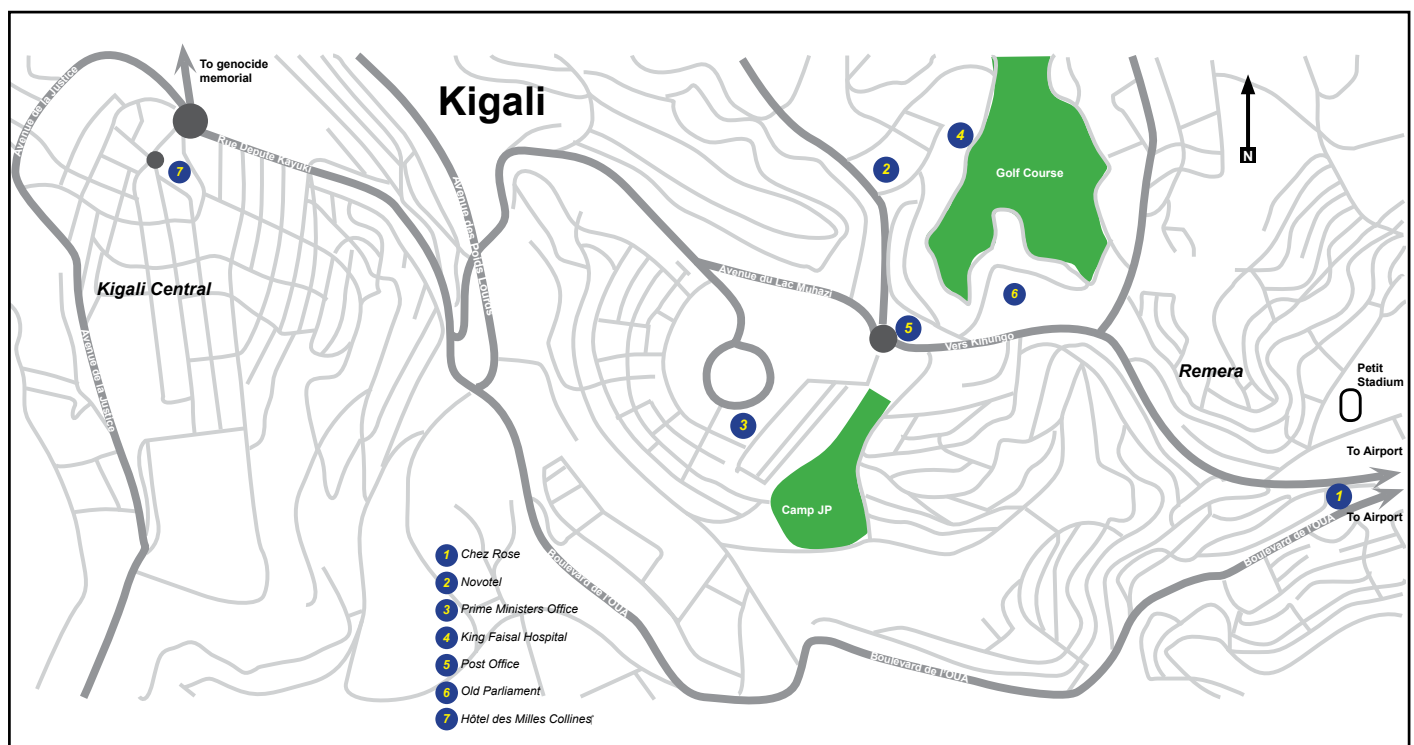 To genocide
memorial
Kigali
Avenue de la Justice
Rue Depute Kayuki
7
Avenue des Poids Lourds
4
2
Golf Course
N
Kigali Central
Avenue du Lac Muhazi
6
5
Vers Kihungo
Avenue de la Justice
Remera
Petit
Stadium
3
To Airport
1
To Airport
Camp JP
Boulevard de l'OUA
Boulevard de l'OUA
Boulevard de l'OUA
1 Chez Rose
2 Novotel
3 Prime Ministers Office
4 King Faisal Hospital
5 Post Office
6 Old Parliament
7 Hôtel des Milles Collines'